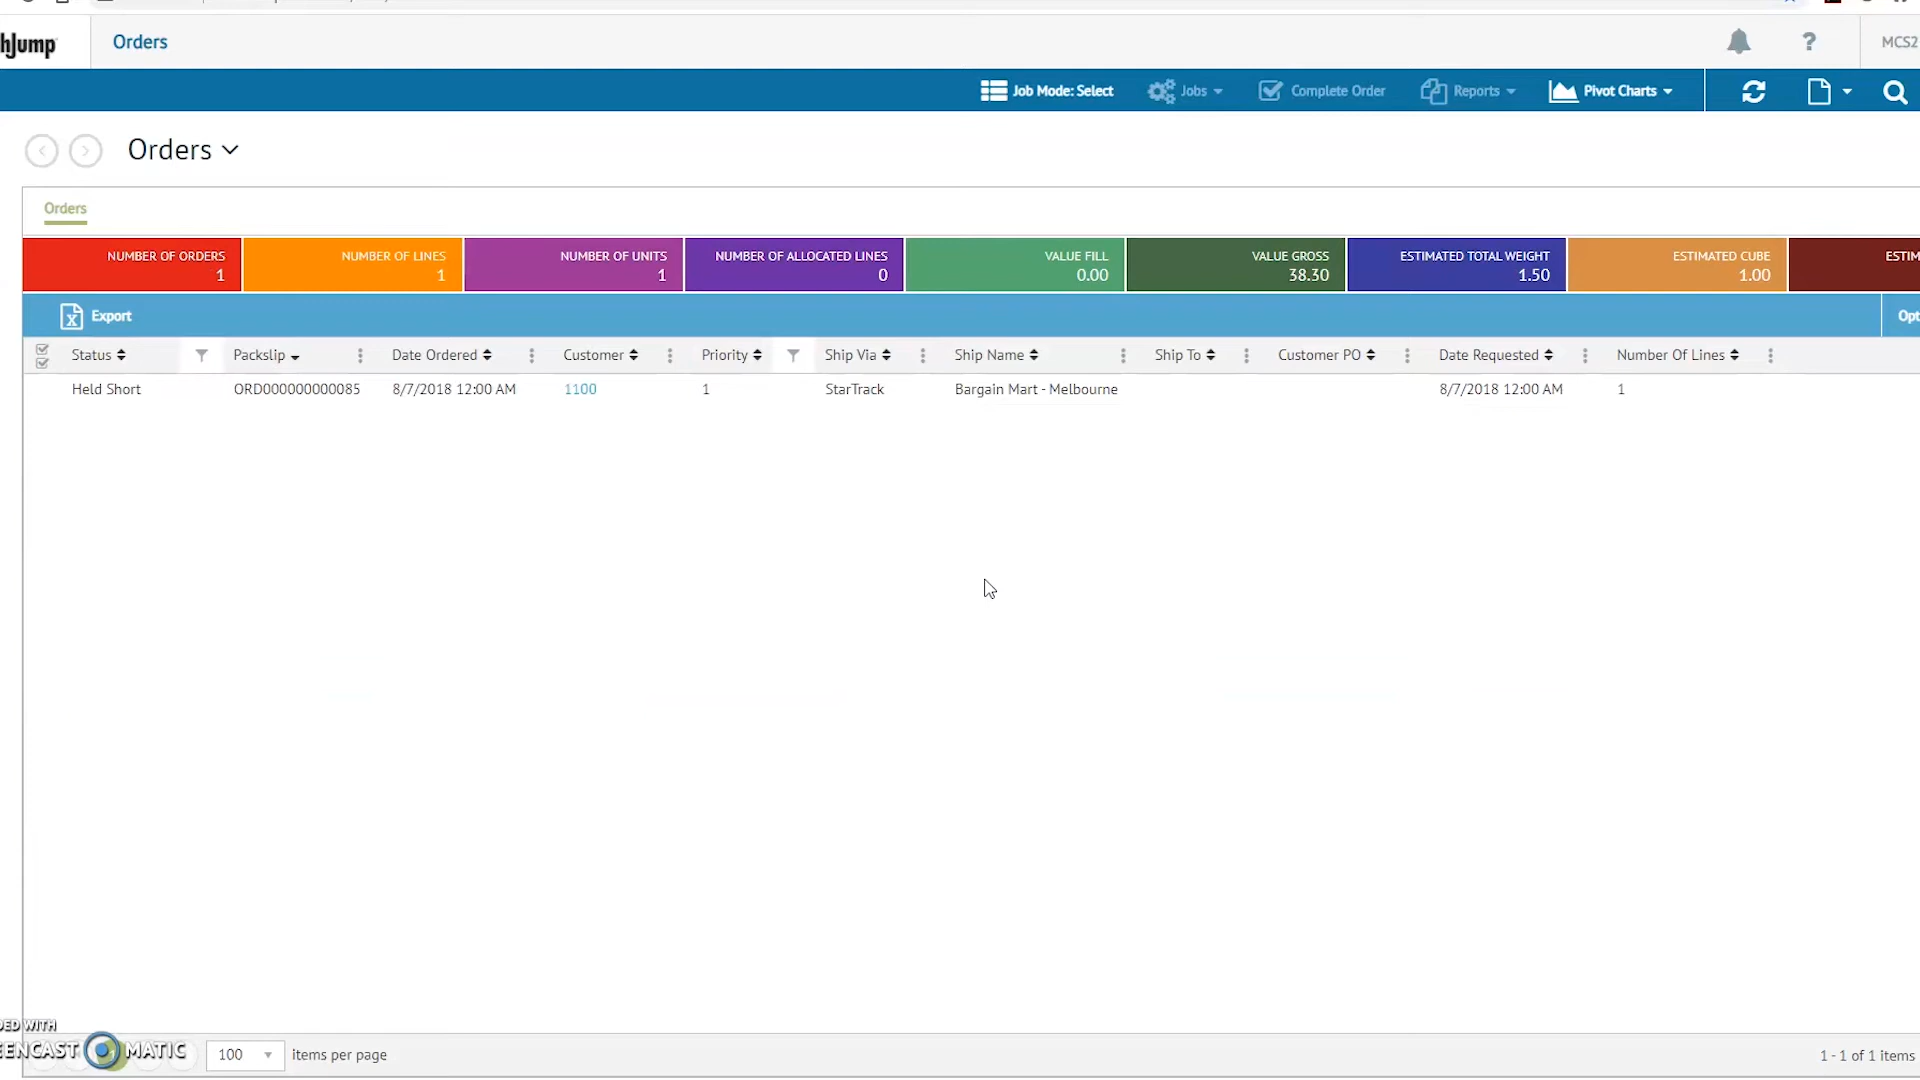 hJump Orders ? MCS2
Job Mode: Select Jobs Complete Order Reports Pivot Charts
Orders
Orders
NUMBER OF ORDERS NUMBER OF LINES NUMBER OF UNITS NUMBER OF ALLOCATED LINES VALUE FILL VALUE GROSS ESTIMATED TOTAL WEIGHT ESTIMATED CUBE ESTIM
1 1 1 0 0.00 38.30 1.50 1.00
Export Opt
Status Packslip Date Ordered Customer Priority Ship Via Ship Name Ship To Customer PO Date Requested Number Of Lines
Held Short ORD000000000085 8/7/2018 12:00 AM 1100 1 StarTrack Bargain Mart - Melbourne 8/7/2018 12:00 AM 1
DED WITH
EENCAST MATIC 100 items per page 1 - 1 of 1 items